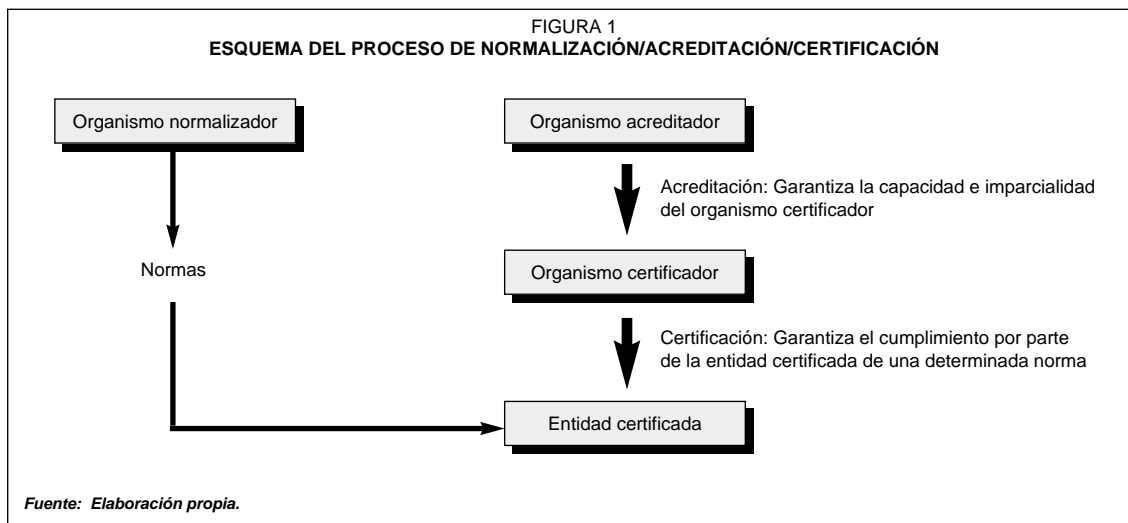 FIGURA 1
ESQUEMA DEL PROCESO DE NORMALIZACIÓN/ACREDITACIÓN/CERTIFICACIÓN
Organismo normalizador
Organismo acreditador
Acreditación: Garantiza la capacidad e imparcialidad
del organismo certificador
Normas
Organismo certificador
Certificación: Garantiza el cumplimiento por parte
de la entidad certificada de una determinada norma
Entidad certificada
Fuente: Elaboración propia.